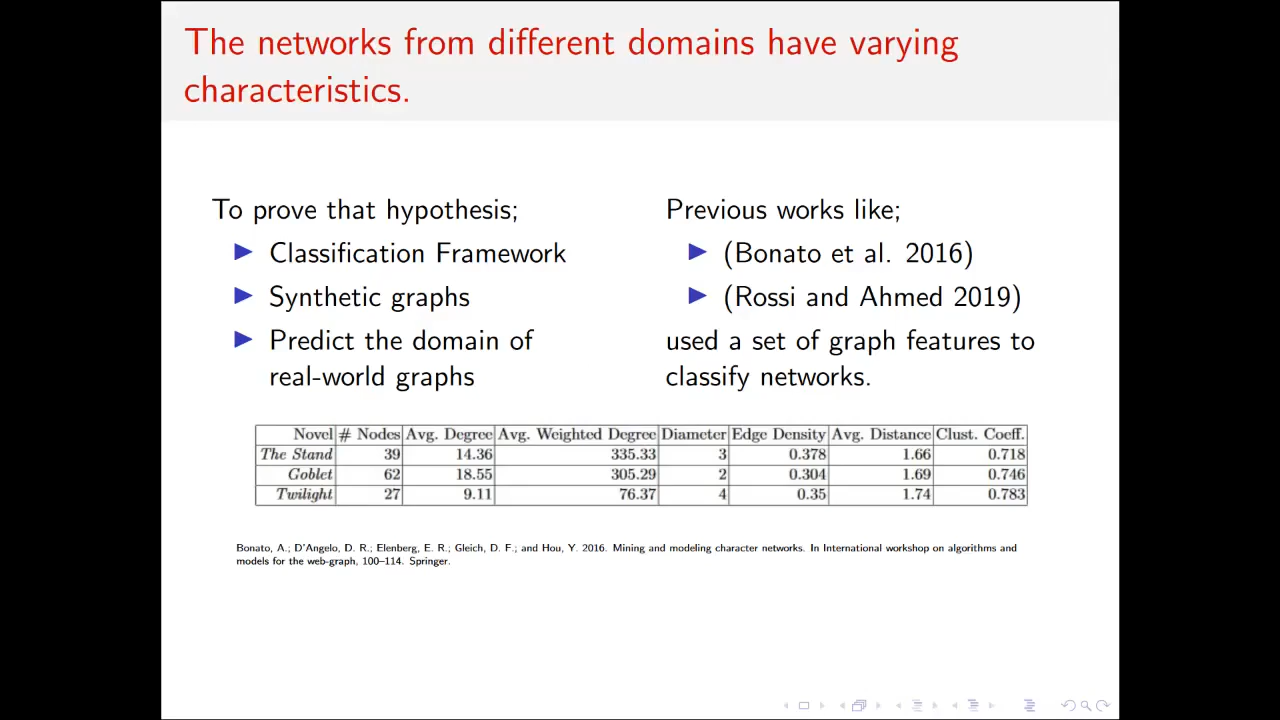 The networks from different domains have varying
characteristics.
To prove that hypothesis;
Classification Framework
Synthetic graphs
Predict the domain of
real-world graphs
Previous works like;
(Bonato et al. 2016)
(Rossi and Ahmed 2019)
used a set of graph features to
classify networks.
Novel # Nodes Avg. Degree Avg. Weighted Degree Diameter Edge Density Avg. Distance Clust. Coeff.
The Stand 39 14.36 335.33 3 0.378 1.66 0.718
Goblet 62 18.55 305.29 2 0.304 1.69 0.746
Twilight 27 9.11 76.37 4 0.35 1.74 0.783
Bonato, A.; D'Angelo, D. R.; Elenberg, E. R.; Gleich, D. F.; and Hou, Y. 2016. Mining and modeling character networks. In International workshop on algorithms and
models for the web-graph, 100–114. Springer.